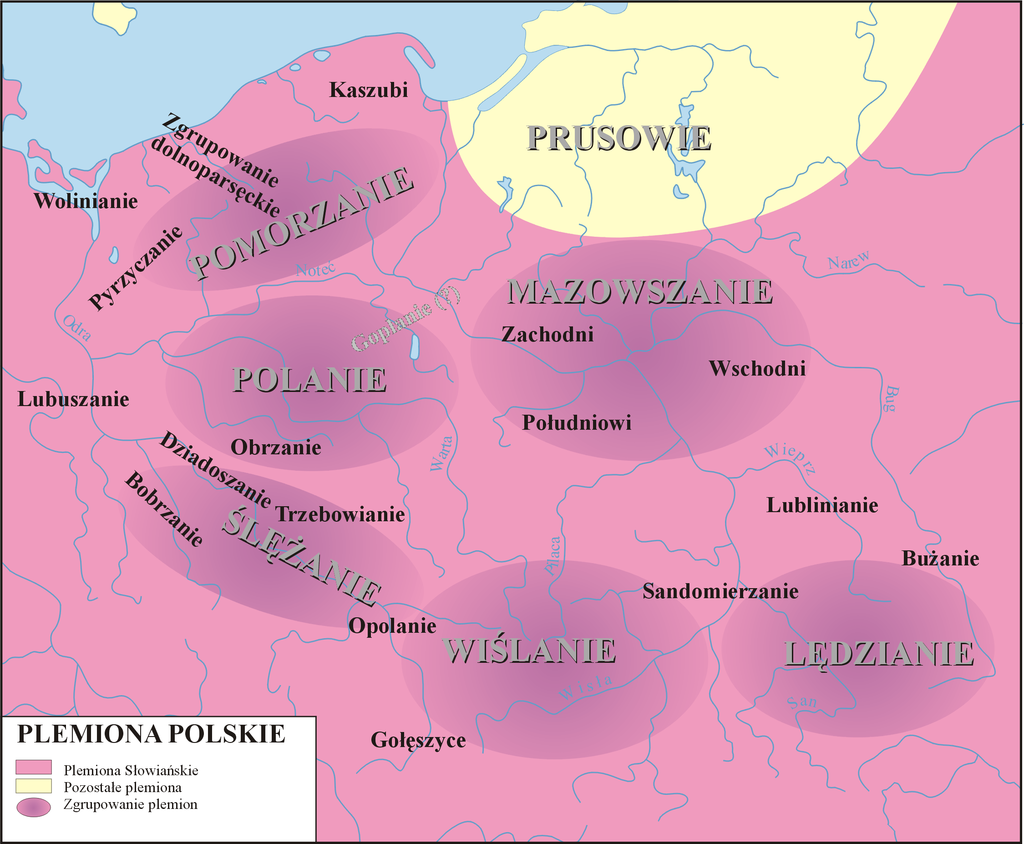 Kaszubi
Zgrupowanie
dolnoparsęckie
PRUSOWIE
Wolinianie
POMORZANIE
Pyrzyczanie
Noteć
Narew
MAZOWSZANIE
Goplanie (?)
Odra
Zachodni
Wschodni
POLANIE
Lubuszanie
Bug
Południowi
Obrzanie
Warta
Wieprz
Dziadoszanie
Bobrzanie
Trzebowianie
Lublinianie
ŚLĘŻANIE
Pilaca
Bużanie
Sandomierzanie
Opolanie
WIŚLANIE
LĘDZIANIE
Wisła
San
Gołęszyce
PLEMIONA POLSKIE
Plemiona Słowiańskie
Pozostałe plemiona
Zgrupowanie plemion